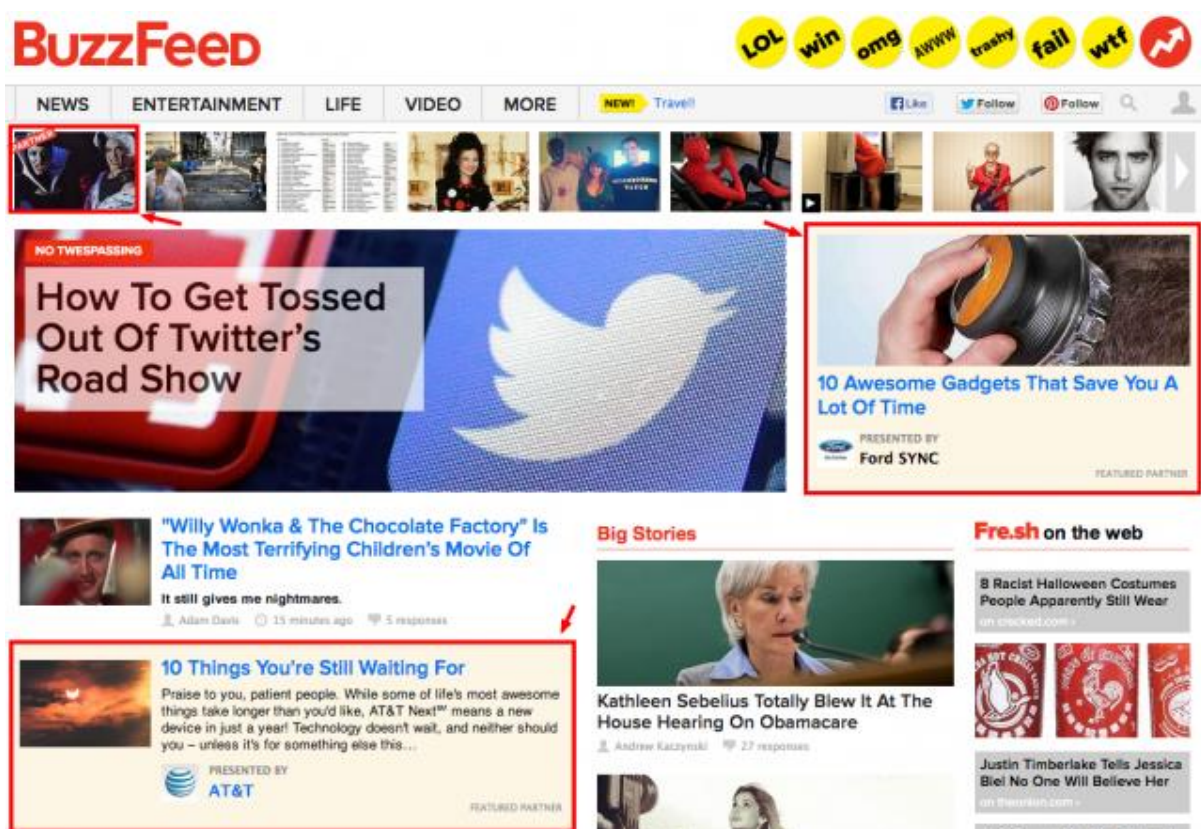 BuzzFeed
LOL
win
omg
AWWW
trashy
fail
wtf
NEWS
ENTERTAINMENT
LIFE
VIDEO
MORE
NEW!
Travel!
Like
Follow
Follow
PARTNER
NO TWESPASSING
How To Get Tossed
Out Of Twitter's
Road Show
10 Awesome Gadgets That Save You A
Lot Of Time
PRESENTED BY
Ford SYNC
FEATURED PARTNER
"Willy Wonka & The Chocolate Factory" Is
The Most Terrifying Children's Movie Of
All Time
It still gives me nightmares.
Adam Davis 15 minutes ago 5 responses
10 Things You're Still Waiting For
Praise to you, patient people. While some of life's most awesome
things take longer than you'd like, AT&T Next℠ means a new
device in just a year! Technology doesn't wait, and neither should
you – unless it's for something else this...
PRESENTED BY
AT&T
FEATURED PARTNER
Big Stories
Kathleen Sebelius Totally Blew It At The
House Hearing On Obamacare
Andrew Kaczynski 27 responses
Fre.sh on the web
8 Racist Halloween Costumes
People Apparently Still Wear
on cracked.com ›
Justin Timberlake Tells Jessica
Biel No One Will Believe Her
on theonion.com ›